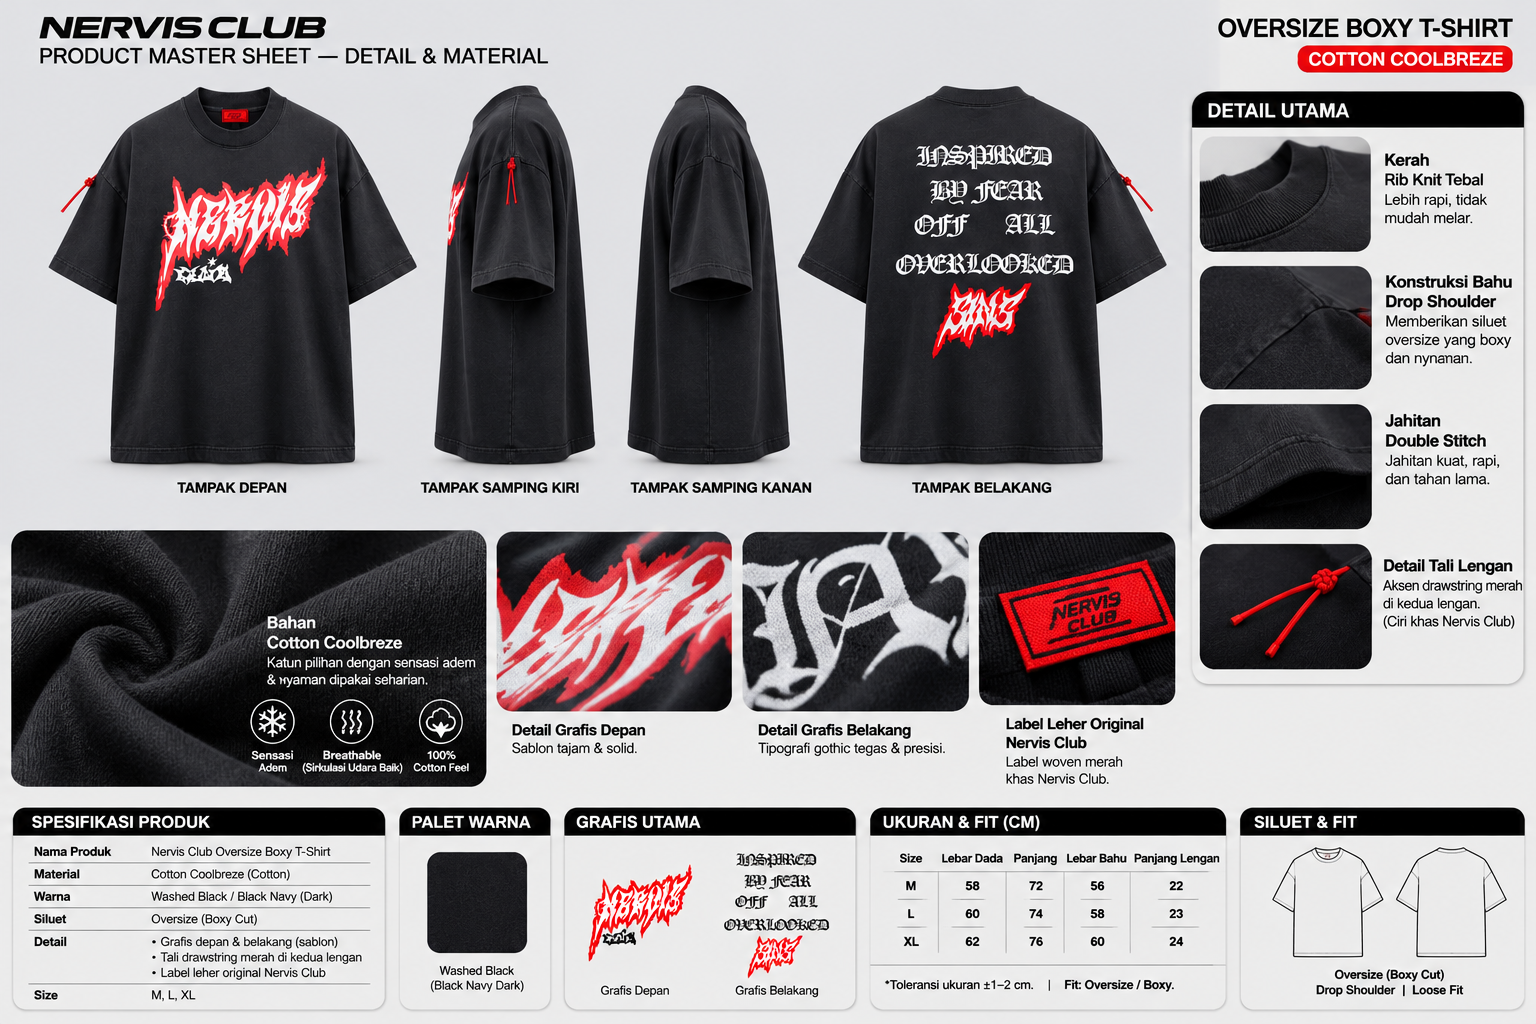 NERVIS CLUB
PRODUCT MASTER SHEET — DETAIL & MATERIAL
OVERSIZE BOXY T-SHIRT
COTTON COOLBREZE
NERVIS
CLUB
INSPIRED
BY FEAR
OFF ALL
OVERLOOKED
SINS
TAMPAK DEPAN
TAMPAK SAMPING KIRI
TAMPAK SAMPING KANAN
TAMPAK BELAKANG
DETAIL UTAMA
Kerah
Rib Knit Tebal
Lebih rapi, tidak
mudah melar.
Konstruksi Bahu
Drop Shoulder
Memberikan siluet
oversize yang boxy
dan nynaman.
Jahitan
Double Stitch
Jahitan kuat, rapi,
dan tahan lama.
Detail Tali Lengan
Aksen drawstring merah
di kedua lengan.
(Ciri khas Nervis Club)
Bahan
Cotton Coolbreze
Katun pilihan dengan sensasi adem
& nyaman dipakai seharian.
Sensasi
Adem
Breathable
(Sirkulasi Udara Baik)
100%
Cotton Feel
Detail Grafis Depan
Sablon tajam & solid.
Detail Grafis Belakang
Tipografi gothic tegas & presisi.
NERVIS
CLUB
Label Leher Original
Nervis Club
Label woven merah
khas Nervis Club.
SPESIFIKASI PRODUK
Nama Produk Nervis Club Oversize Boxy T-Shirt
Material Cotton Coolbreze (Cotton)
Warna Washed Black / Black Navy (Dark)
Siluet Oversize (Boxy Cut)
Detail • Grafis depan & belakang (sablon)
• Tali drawstring merah di kedua lengan
• Label leher original Nervis Club
Size M, L, XL
PALET WARNA
Washed Black
(Black Navy Dark)
GRAFIS UTAMA
NERVIS
CLUB
Grafis Depan
INSPIRED
BY FEAR
OFF ALL
OVERLOOKED
SINS
Grafis Belakang
UKURAN & FIT (CM)
Size Lebar Dada Panjang Lebar Bahu Panjang Lengan
M 58 72 56 22
L 60 74 58 23
XL 62 76 60 24
*Toleransi ukuran ±1–2 cm. | Fit: Oversize / Boxy.
SILUET & FIT
Oversize (Boxy Cut)
Drop Shoulder | Loose Fit